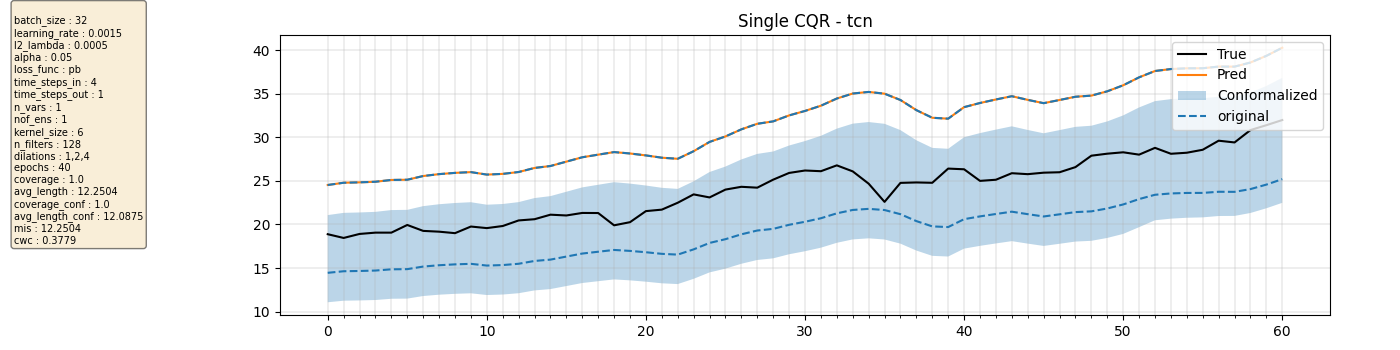 batch_size : 32
learning_rate : 0.0015
l2_lambda : 0.0005
alpha : 0.05
loss_func : pb
time_steps_in : 4
time_steps_out : 1
n_vars : 1
nof_ens : 1
kernel_size : 6
n_filters : 128
dilations : 1,2,4
epochs : 40
coverage : 1.0
avg_length : 12.2504
coverage_conf : 1.0
avg_length_conf : 12.0875
mis : 12.2504
cwc : 0.3779
Single CQR - tcn
True
Pred
Conformalized
original
40
35
30
25
20
15
10
0 10 20 30 40 50 60